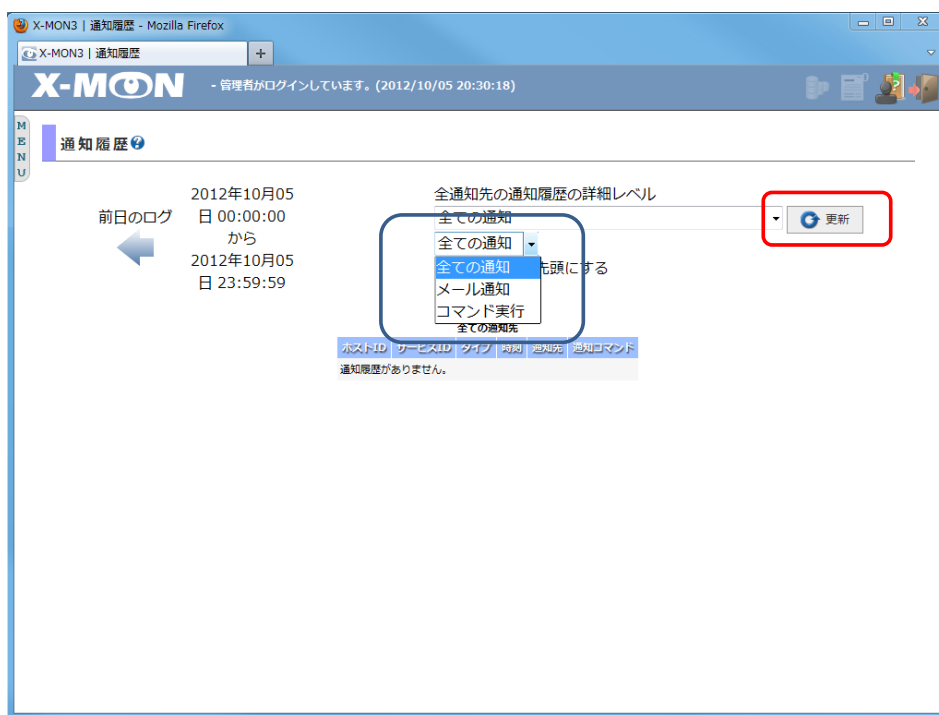 X-MON3 | 通知履歴 - Mozilla Firefox
X-MON3 | 通知履歴
X-MON - 管理者がログインしています。(2012/10/05 20:30:18)
MENU
通知履歴
前日のログ
2012年10月05
日 00:00:00
から
2012年10月05
日 23:59:59
全通知先の通知履歴の詳細レベル
全ての通知
更新
全ての通知
全ての通知
先頭にする
メール通知
コマンド実行
全ての通知先
ホストID サービスID タイプ 時刻 通知先 通知コマンド
通知履歴がありません。